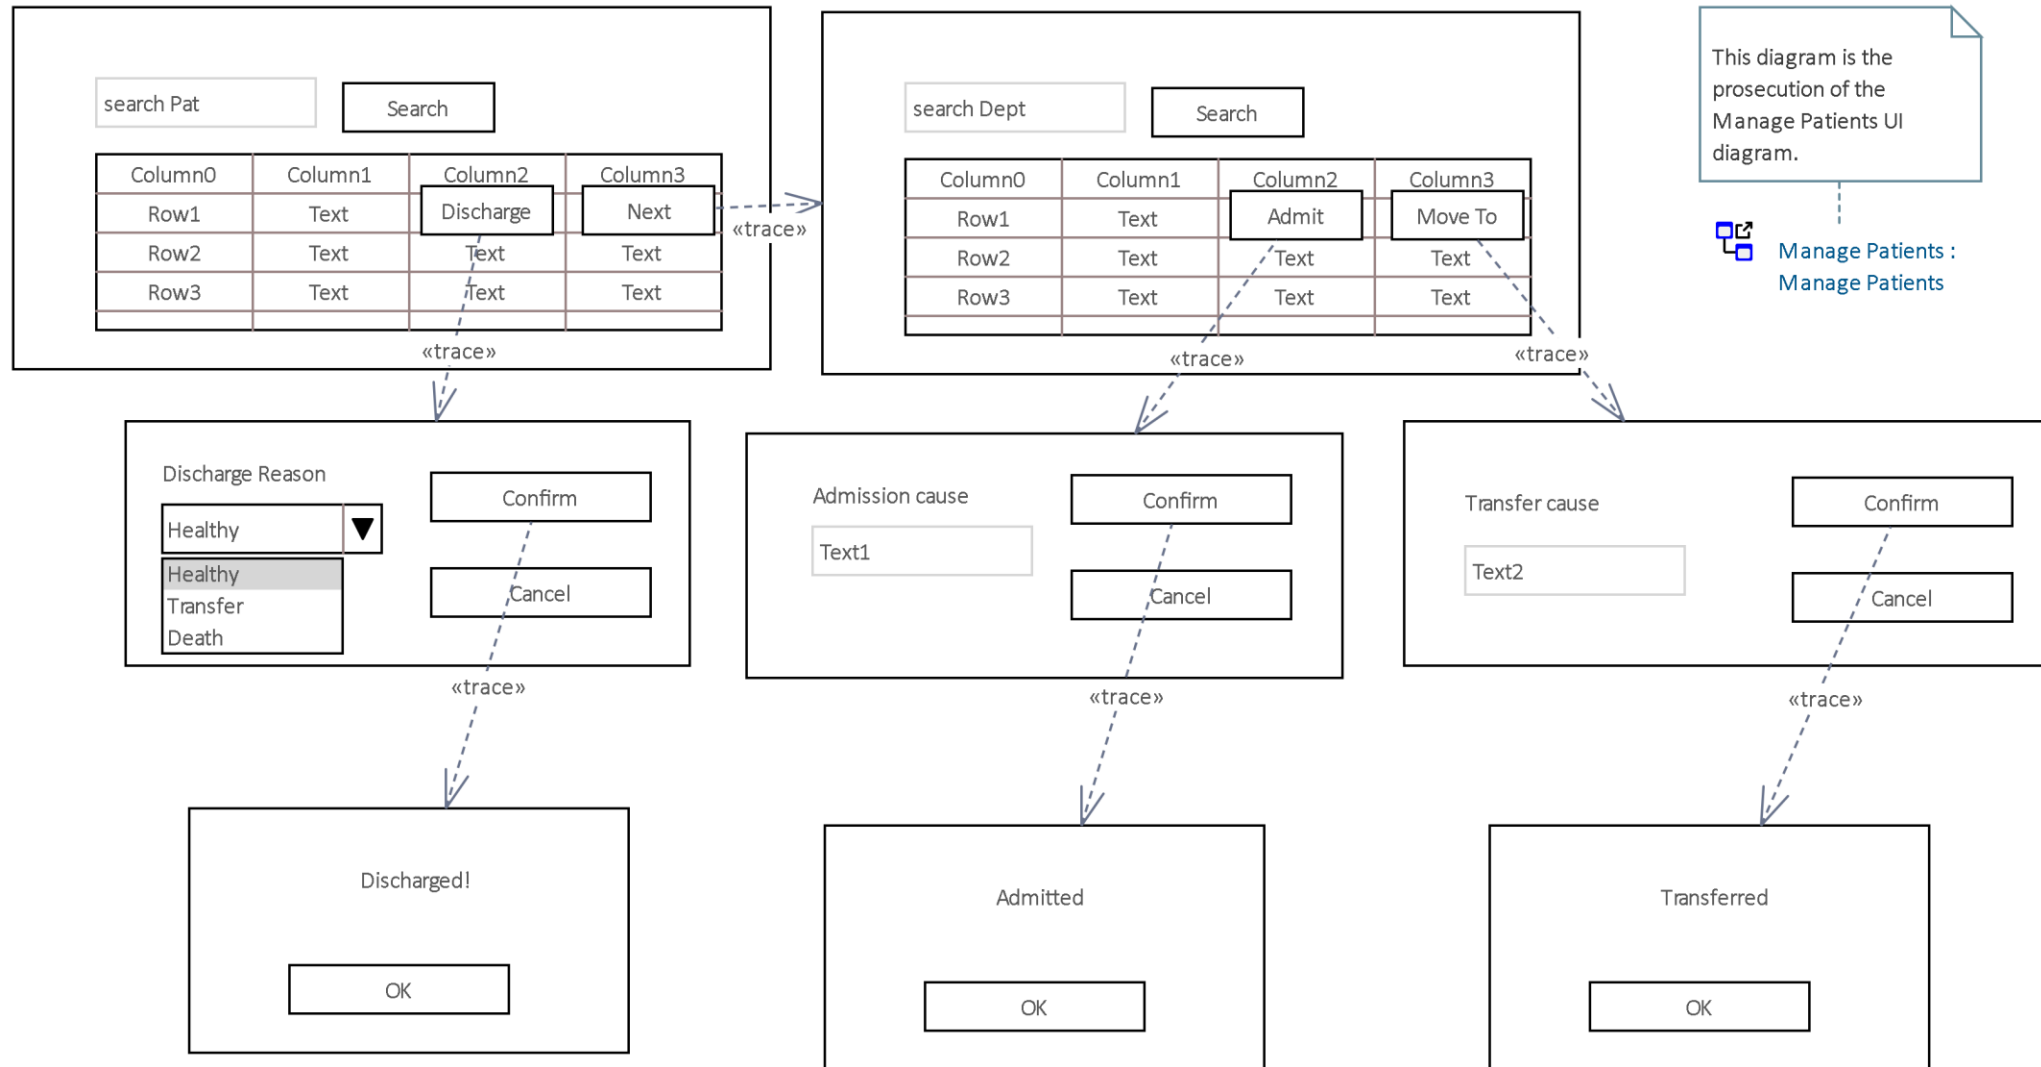 search Pat
Search
Column0 Column1 Column2 Column3
Row1 Text Discharge Next
Row2 Text Text Text
Row3 Text Text Text
«trace»
«trace»
search Dept
Search
Column0 Column1 Column2 Column3
Row1 Text Admit Move To
Row2 Text Text Text
Row3 Text Text Text
«trace»
«trace»
This diagram is the
prosecution of the
Manage Patients UI
diagram.
Manage Patients :
Manage Patients
Discharge Reason
Healthy
Healthy
Transfer
Death
Confirm
Cancel
«trace»
Admission cause
Text1
Confirm
Cancel
«trace»
Transfer cause
Text2
Confirm
Cancel
«trace»
Discharged!
OK
Admitted
OK
Transferred
OK